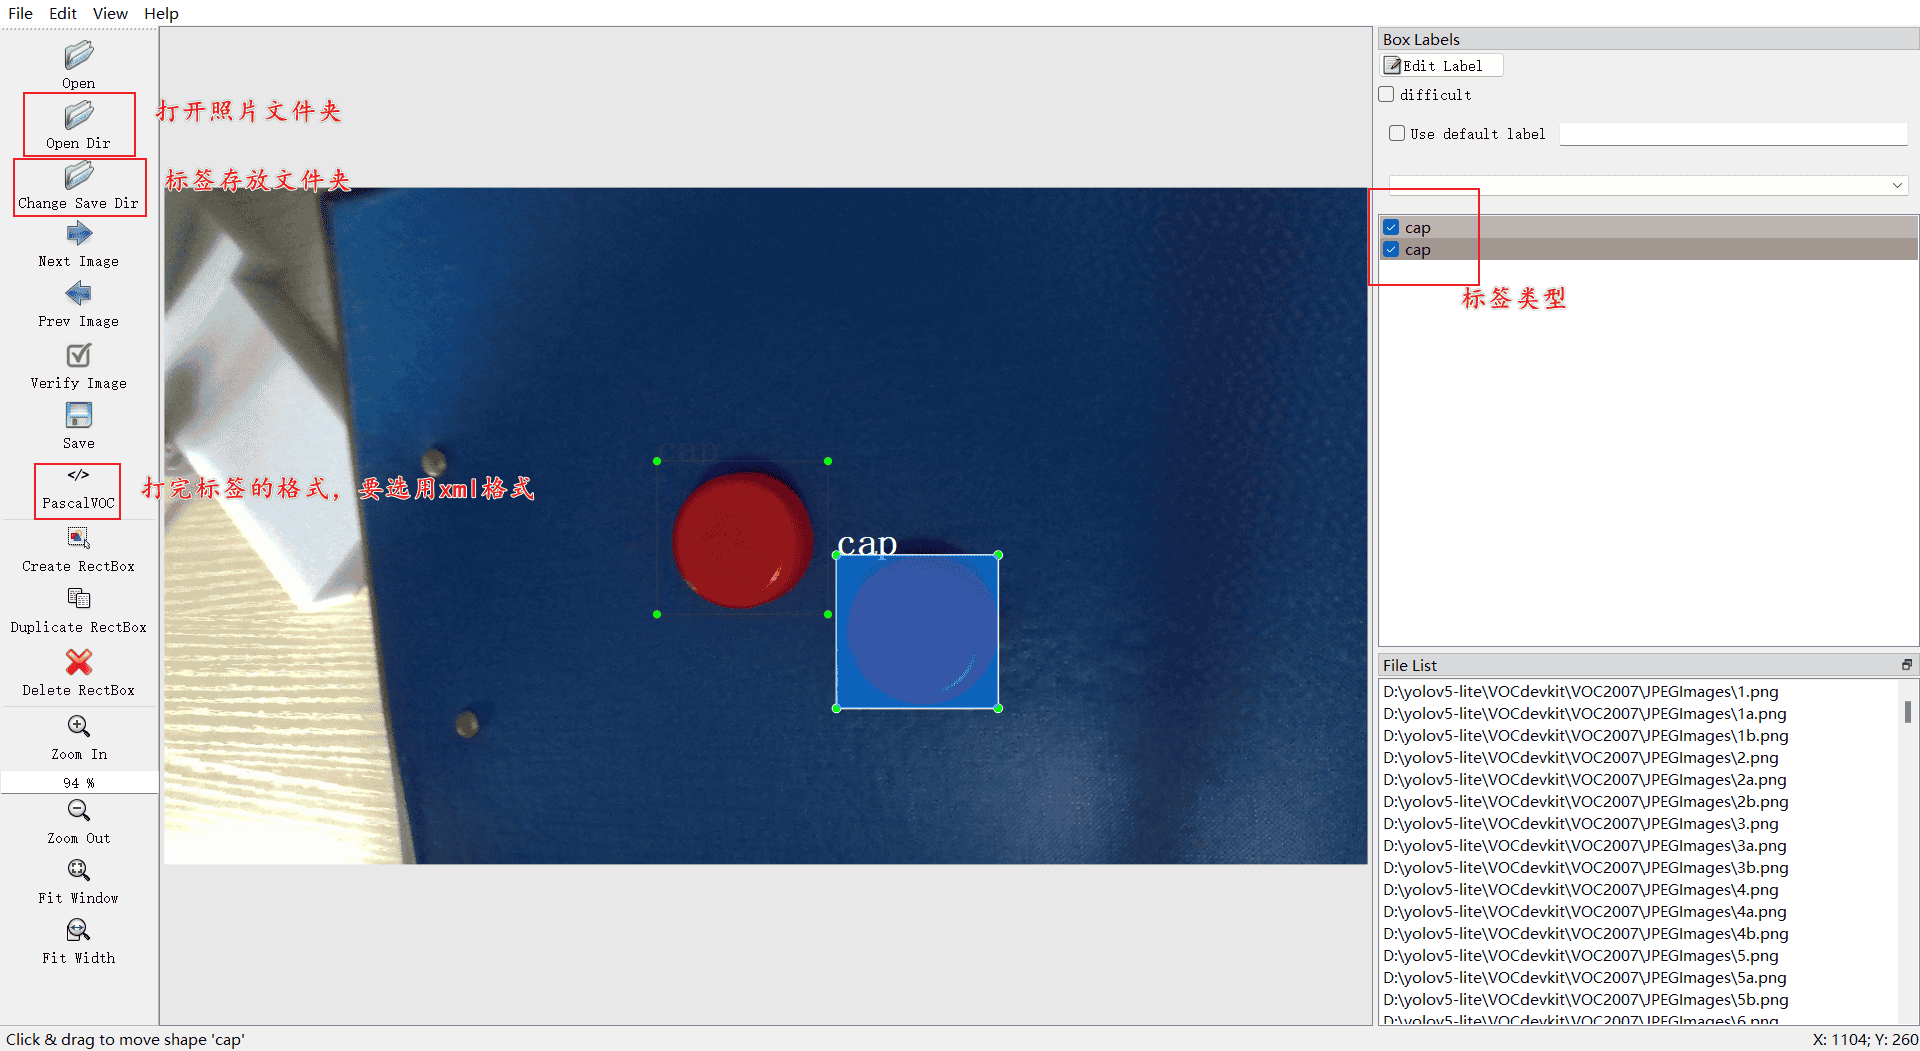 File Edit View Help
Open
Open Dir
打开照片文件夹
Change Save Dir
标签存放文件夹
Next Image
Prev Image
Verify Image
Save
</>
PascalVOC
打完标签的格式，要选用xml格式
Create RectBox
Duplicate RectBox
Delete RectBox
Zoom In
94 %
Zoom Out
Fit Window
Fit Width
cap
cap
Box Labels
Edit Label
difficult
Use default label
cap
cap
标签类型
File List
D:\yolov5-lite\VOCdevkit\VOC2007\JPEGImages\1.png
D:\yolov5-lite\VOCdevkit\VOC2007\JPEGImages\1a.png
D:\yolov5-lite\VOCdevkit\VOC2007\JPEGImages\1b.png
D:\yolov5-lite\VOCdevkit\VOC2007\JPEGImages\2.png
D:\yolov5-lite\VOCdevkit\VOC2007\JPEGImages\2a.png
D:\yolov5-lite\VOCdevkit\VOC2007\JPEGImages\2b.png
D:\yolov5-lite\VOCdevkit\VOC2007\JPEGImages\3.png
D:\yolov5-lite\VOCdevkit\VOC2007\JPEGImages\3a.png
D:\yolov5-lite\VOCdevkit\VOC2007\JPEGImages\3b.png
D:\yolov5-lite\VOCdevkit\VOC2007\JPEGImages\4.png
D:\yolov5-lite\VOCdevkit\VOC2007\JPEGImages\4a.png
D:\yolov5-lite\VOCdevkit\VOC2007\JPEGImages\4b.png
D:\yolov5-lite\VOCdevkit\VOC2007\JPEGImages\5.png
D:\yolov5-lite\VOCdevkit\VOC2007\JPEGImages\5a.png
D:\yolov5-lite\VOCdevkit\VOC2007\JPEGImages\5b.png
D:\yolov5-lite\VOCdevkit\VOC2007\JPEGImages\6.png
Click & drag to move shape 'cap'
X: 1104; Y: 260